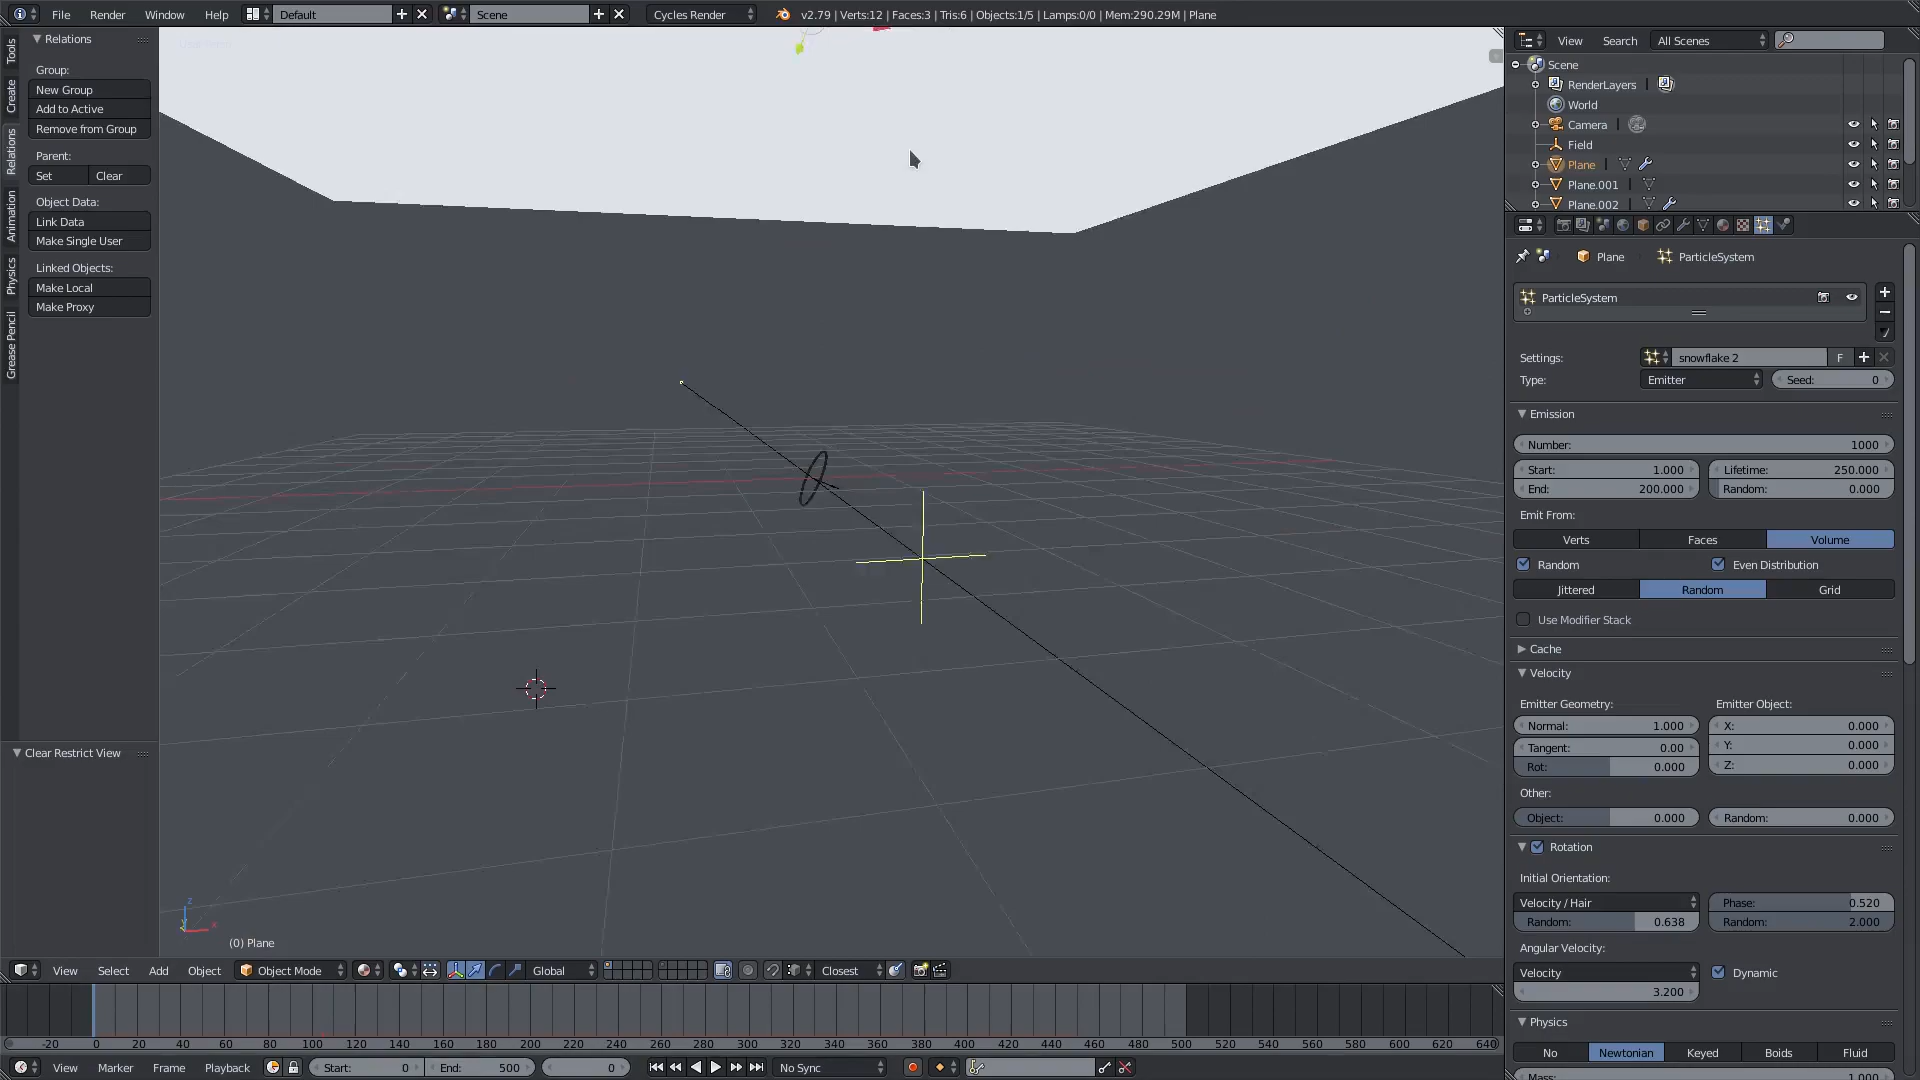 File Render Window Help Default Scene Cycles Render v2.79 | Verts:12 | Faces:3 | Tris:6 | Objects:1/5 | Lamps:0/0 | Mem:290.29M | Plane
Tools
Create
Relations
Animation
Physics
Grease Pencil
Relations
Group:
New Group
Add to Active
Remove from Group
Parent:
Set Clear
Object Data:
Link Data
Make Single User
Linked Objects:
Make Local
Make Proxy
Clear Restrict View
(0) Plane
z
x
View Select Add Object Object Mode Global Closest
-20 0 20 40 60 80 100 120 140 160 180 200 220 240 260 280 300 320 340 360 380 400 420 440 460 480 500 520 540 560 580 600 620 640
View Marker Frame Playback Start: 0 End: 500 0 No Sync
View Search All Scenes
Scene
RenderLayers
World
Camera
Field
Plane
Plane.001
Plane.002
Plane ParticleSystem
ParticleSystem
Settings: snowflake 2 F
Type: Emitter Seed: 0
Emission
Number: 1000
Start: 1.000 Lifetime: 250.000
End: 200.000 Random: 0.000
Emit From:
Verts Faces Volume
Random Even Distribution
Jittered Random Grid
Use Modifier Stack
Cache
Velocity
Emitter Geometry: Emitter Object:
Normal: 1.000 X: 0.000
Tangent: 0.00 Y: 0.000
Rot: 0.000 Z: 0.000
Other:
Object: 0.000 Random: 0.000
Rotation
Initial Orientation:
Velocity / Hair Phase: 0.520
Random: 0.638 Random: 2.000
Angular Velocity:
Velocity Dynamic
3.200
Physics
No Newtonian Keyed Boids Fluid
Mass: 1.000